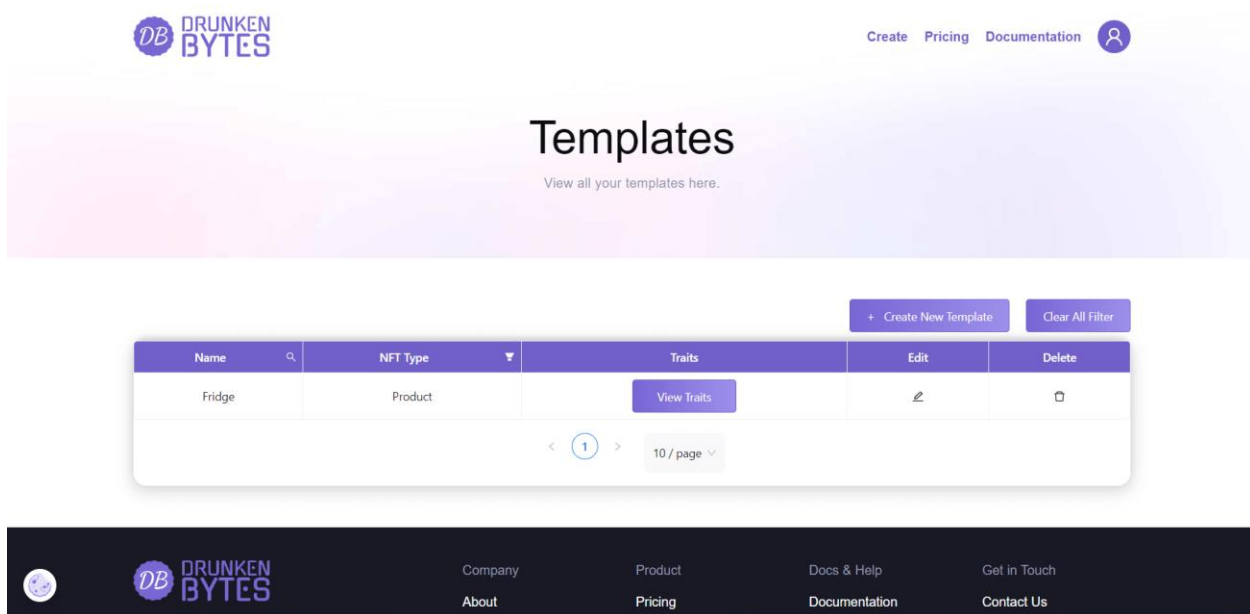 DB DRUNKEN BYTES
Create Pricing Documentation
Templates
View all your templates here.
+ Create New Template Clear All Filter
Name NFT Type Traits Edit Delete
Fridge Product View Traits
< 1 > 10 / page
DB DRUNKEN BYTES
Company Product Docs & Help Get in Touch
About Pricing Documentation Contact Us